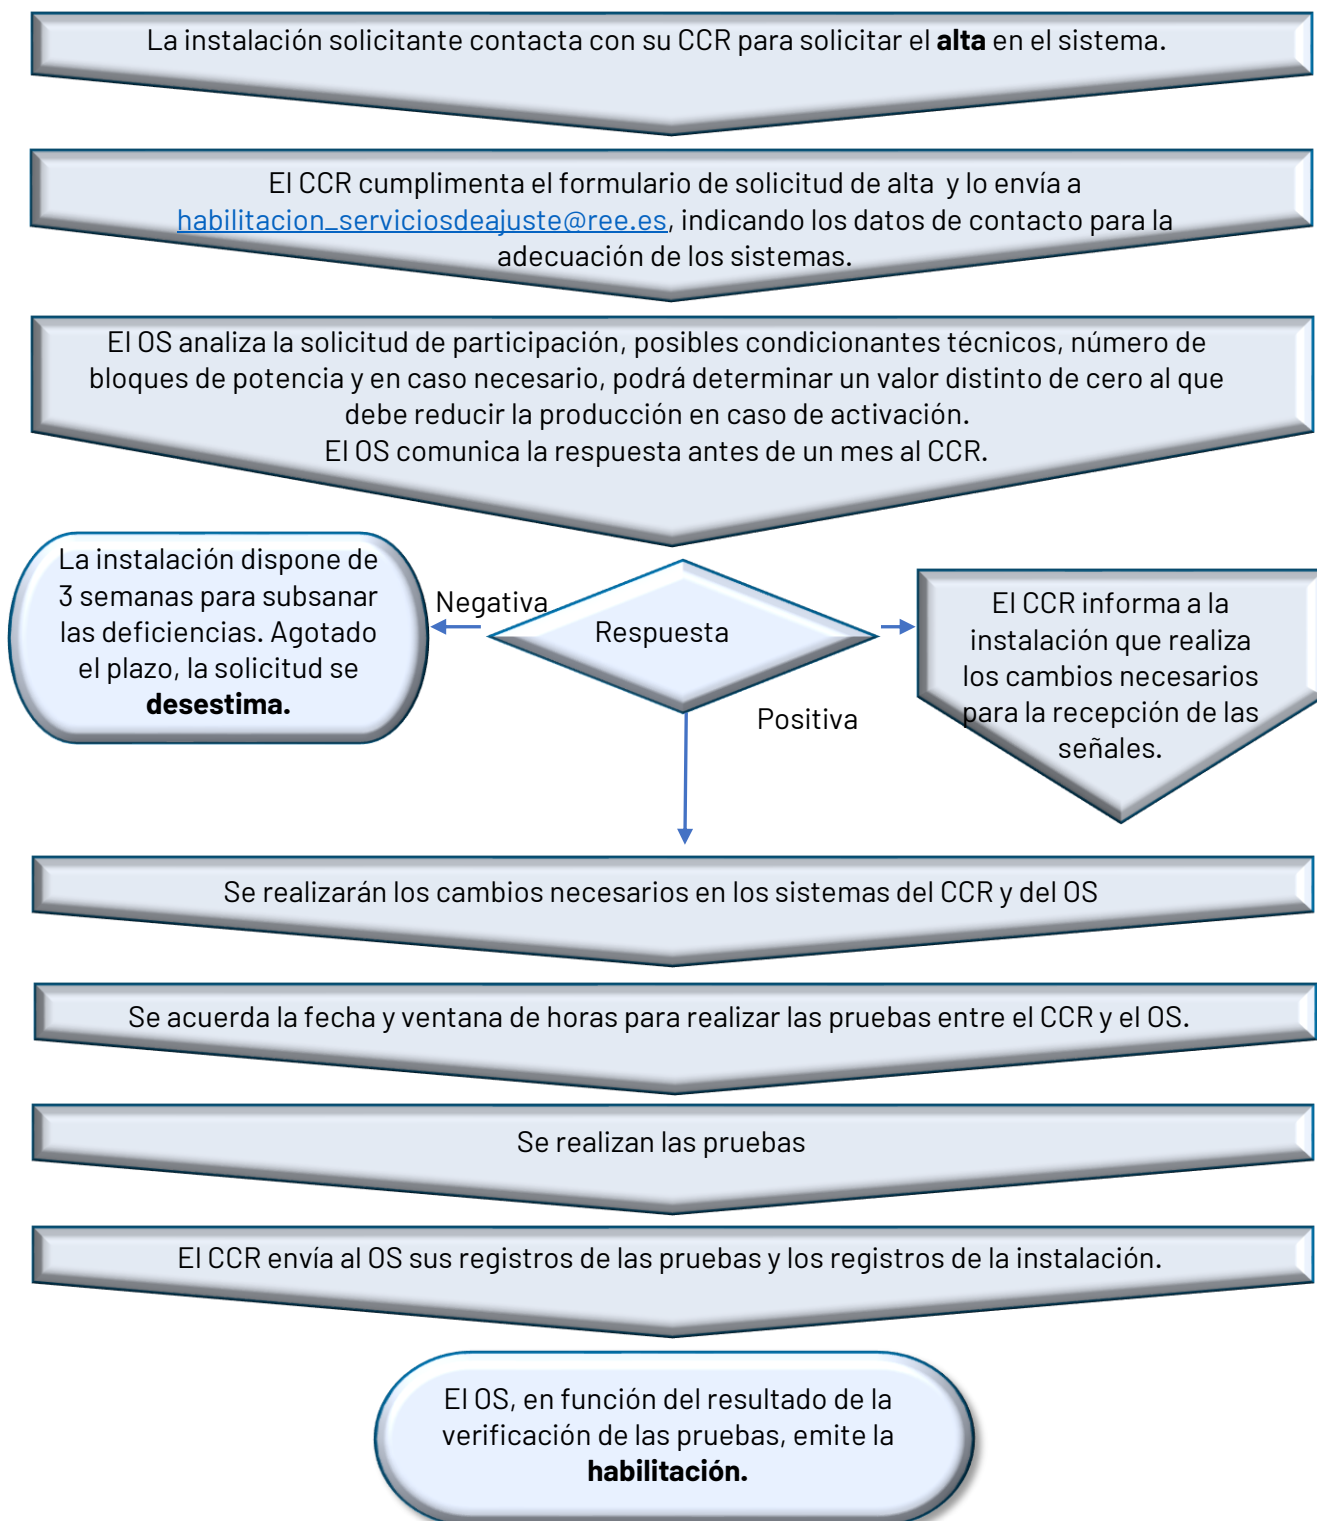 La instalación solicitante contacta con su CCR para solicitar el alta en el sistema.
El CCR cumplimenta el formulario de solicitud de alta y lo envía a
habilitacion_serviciosdeajuste@ree.es, indicando los datos de contacto para la
adecuación de los sistemas.
El OS analiza la solicitud de participación, posibles condicionantes técnicos, número de
bloques de potencia y en caso necesario, podrá determinar un valor distinto de cero al que
debe reducir la producción en caso de activación.
El OS comunica la respuesta antes de un mes al CCR.
La instalación dispone de
3 semanas para subsanar
las deficiencias. Agotado
el plazo, la solicitud se
desestima.
Negativa
Respuesta
Positiva
El CCR informa a la
instalación que realiza
los cambios necesarios
para la recepción de las
señales.
Se realizarán los cambios necesarios en los sistemas del CCR y del OS
Se acuerda la fecha y ventana de horas para realizar las pruebas entre el CCR y el OS.
Se realizan las pruebas
El CCR envía al OS sus registros de las pruebas y los registros de la instalación.
El OS, en función del resultado de la
verificación de las pruebas, emite la
habilitación.